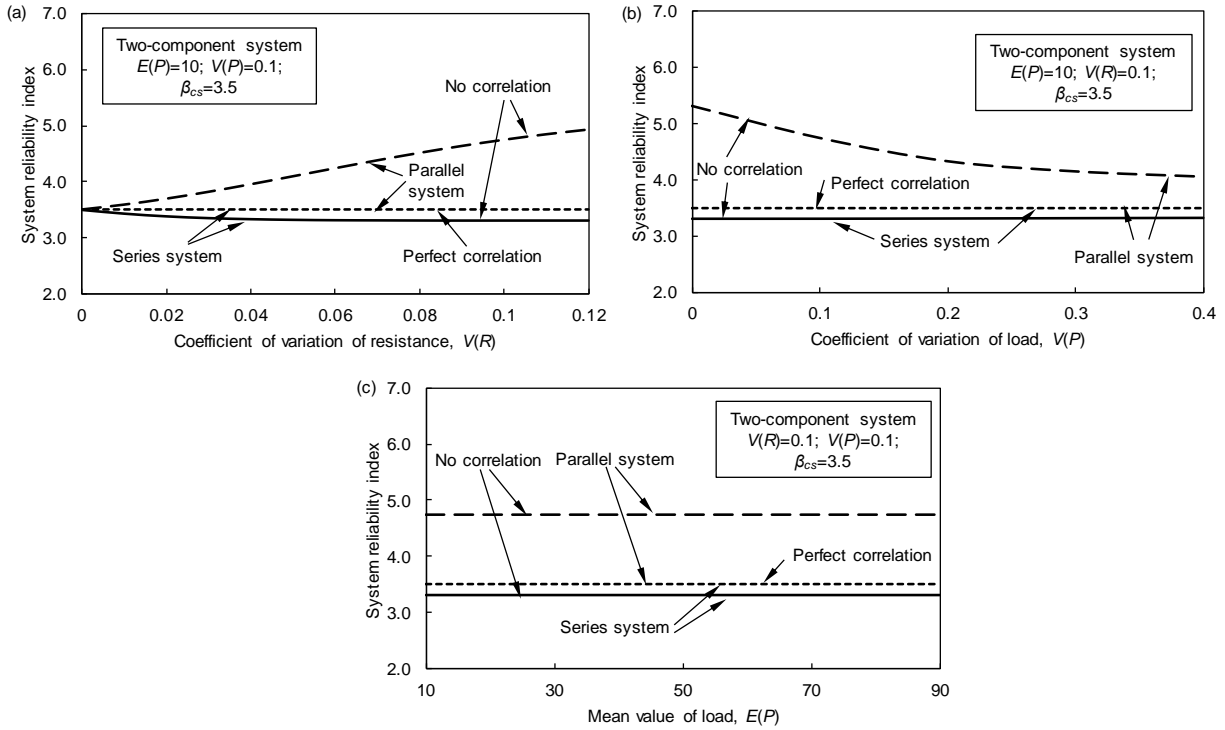 (a)
7.0
6.0
5.0
4.0
3.0
2.0
System reliability index
Two-component system
E(P)=10; V(P)=0.1;
βcs=3.5
No correlation
Parallel
system
Series system
Perfect correlation
0
0.02
0.04
0.06
0.08
0.1
0.12
Coefficient of variation of resistance, V(R)
(b)
7.0
6.0
5.0
4.0
3.0
2.0
System reliability index
Two-component system
E(P)=10; V(R)=0.1;
βcs=3.5
No correlation
Perfect correlation
Series system
Parallel system
0
0.1
0.2
0.3
0.4
Coefficient of variation of load, V(P)
(c)
7.0
6.0
5.0
4.0
3.0
2.0
System reliability index
Two-component system
V(R)=0.1; V(P)=0.1;
βcs=3.5
No correlation
Parallel system
Perfect correlation
Series system
10
30
50
70
90
Mean value of load, E(P)